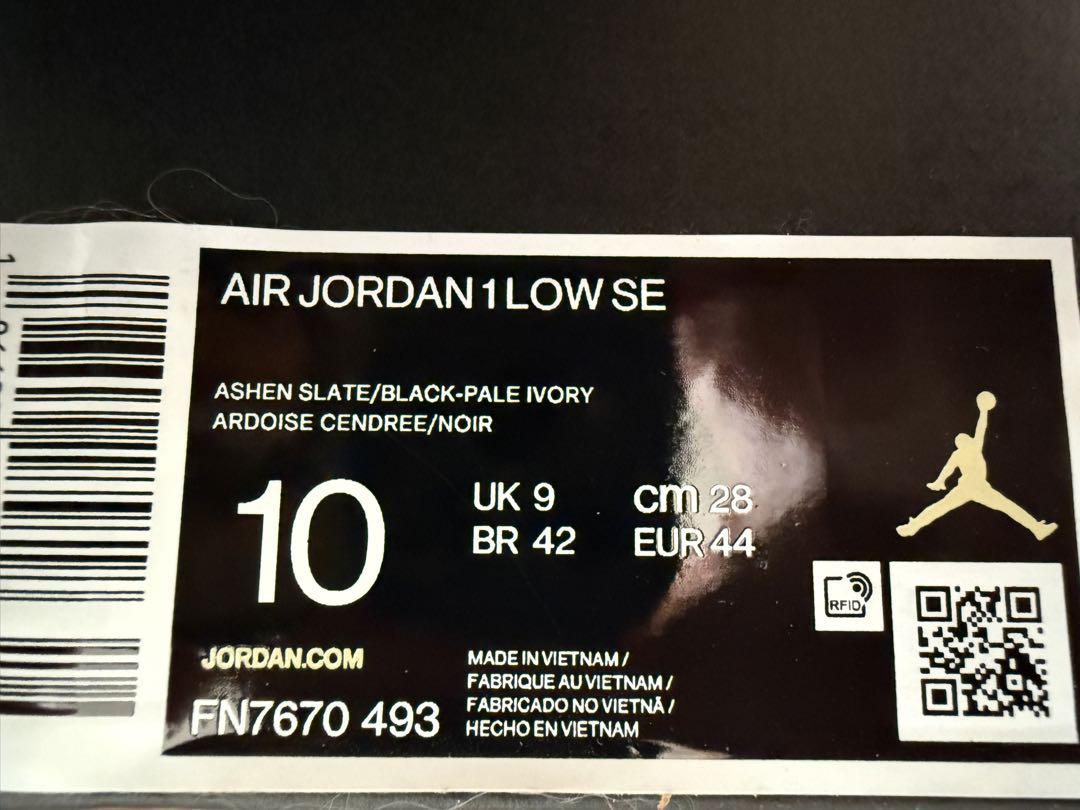 AIR JORDAN 1 LOW SE
ASHEN SLATE/BLACK-PALE IVORY
ARDOISE CENDREE/NOIR
10
UK 9
cm 28
BR 42
EUR 44
RFID
JORDAN.COM
FN7670 493
MADE IN VIETNAM /
FABRIQUE AU VIETNAM /
FABRICADO NO VIETNÃ /
HECHO EN VIETNAM